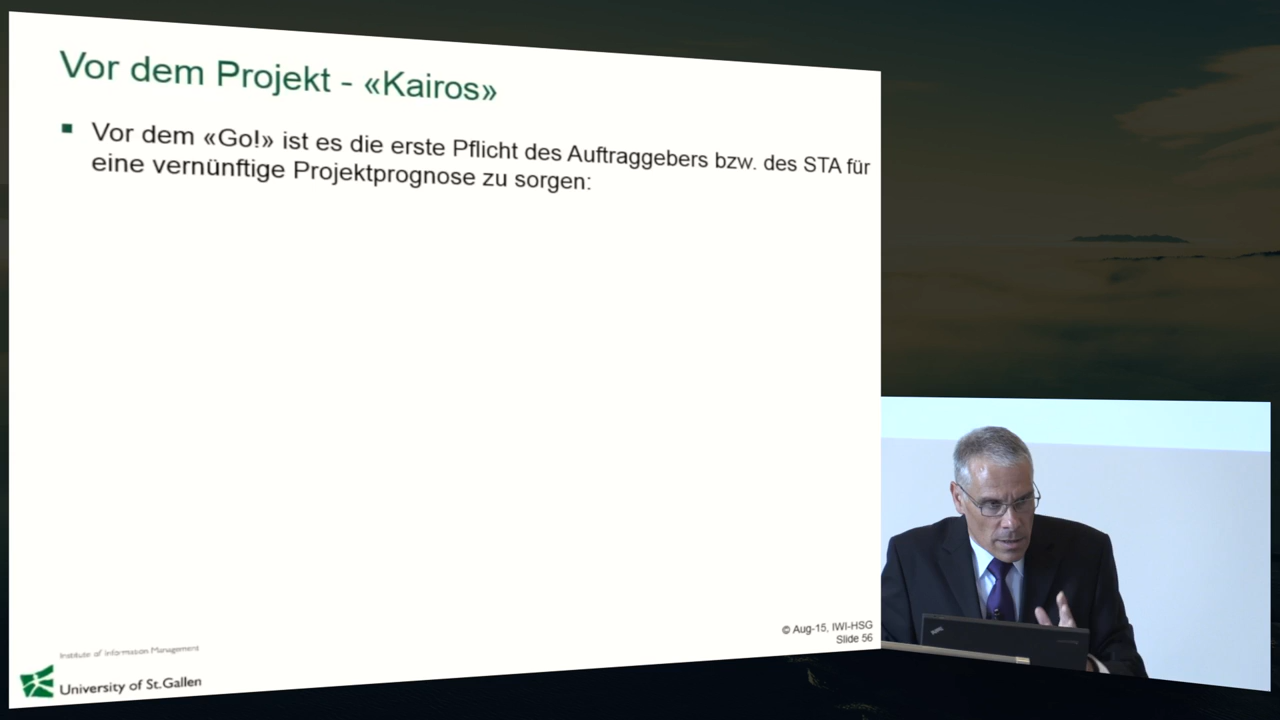 Vor dem Projekt - «Kairos»
Vor dem «Go!» ist es die erste Pflicht des Auftraggebers bzw. des STA für
eine vernünftige Projektprognose zu sorgen:
© Aug-15, IWI-HSG
Slide 56
Institute of Information Management
University of St.Gallen